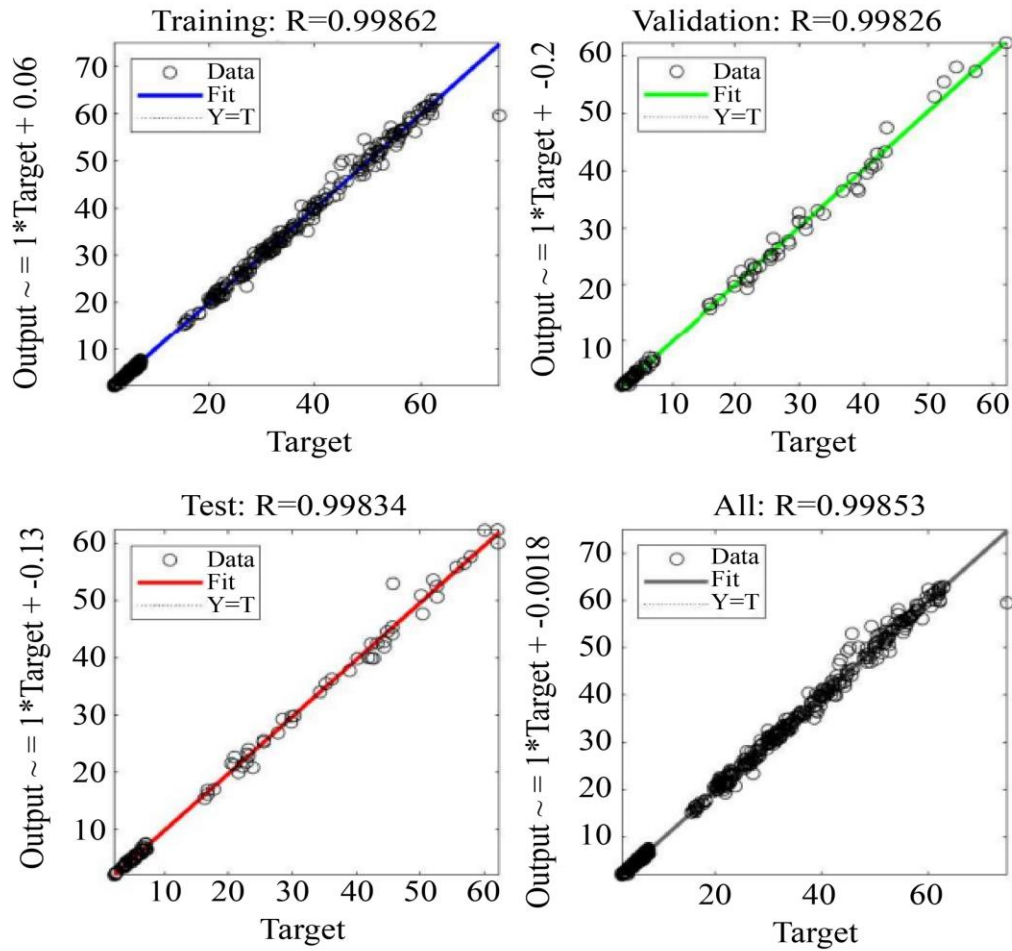 Training: R=0.99862
Output ~ = 1*Target + 0.06
70
60
50
40
30
20
10
Data
Fit
Y=T
20
40
60
Target
Validation: R=0.99826
Output ~ = 1*Target + -0.2
60
50
40
30
20
10
Data
Fit
Y=T
10
20
30
40
50
60
Target
Test: R=0.99834
Output ~ = 1*Target + -0.13
60
50
40
30
20
10
Data
Fit
Y=T
10
20
30
40
50
60
Target
All: R=0.99853
Output ~ = 1*Target + -0.0018
70
60
50
40
30
20
10
Data
Fit
Y=T
20
40
60
Target